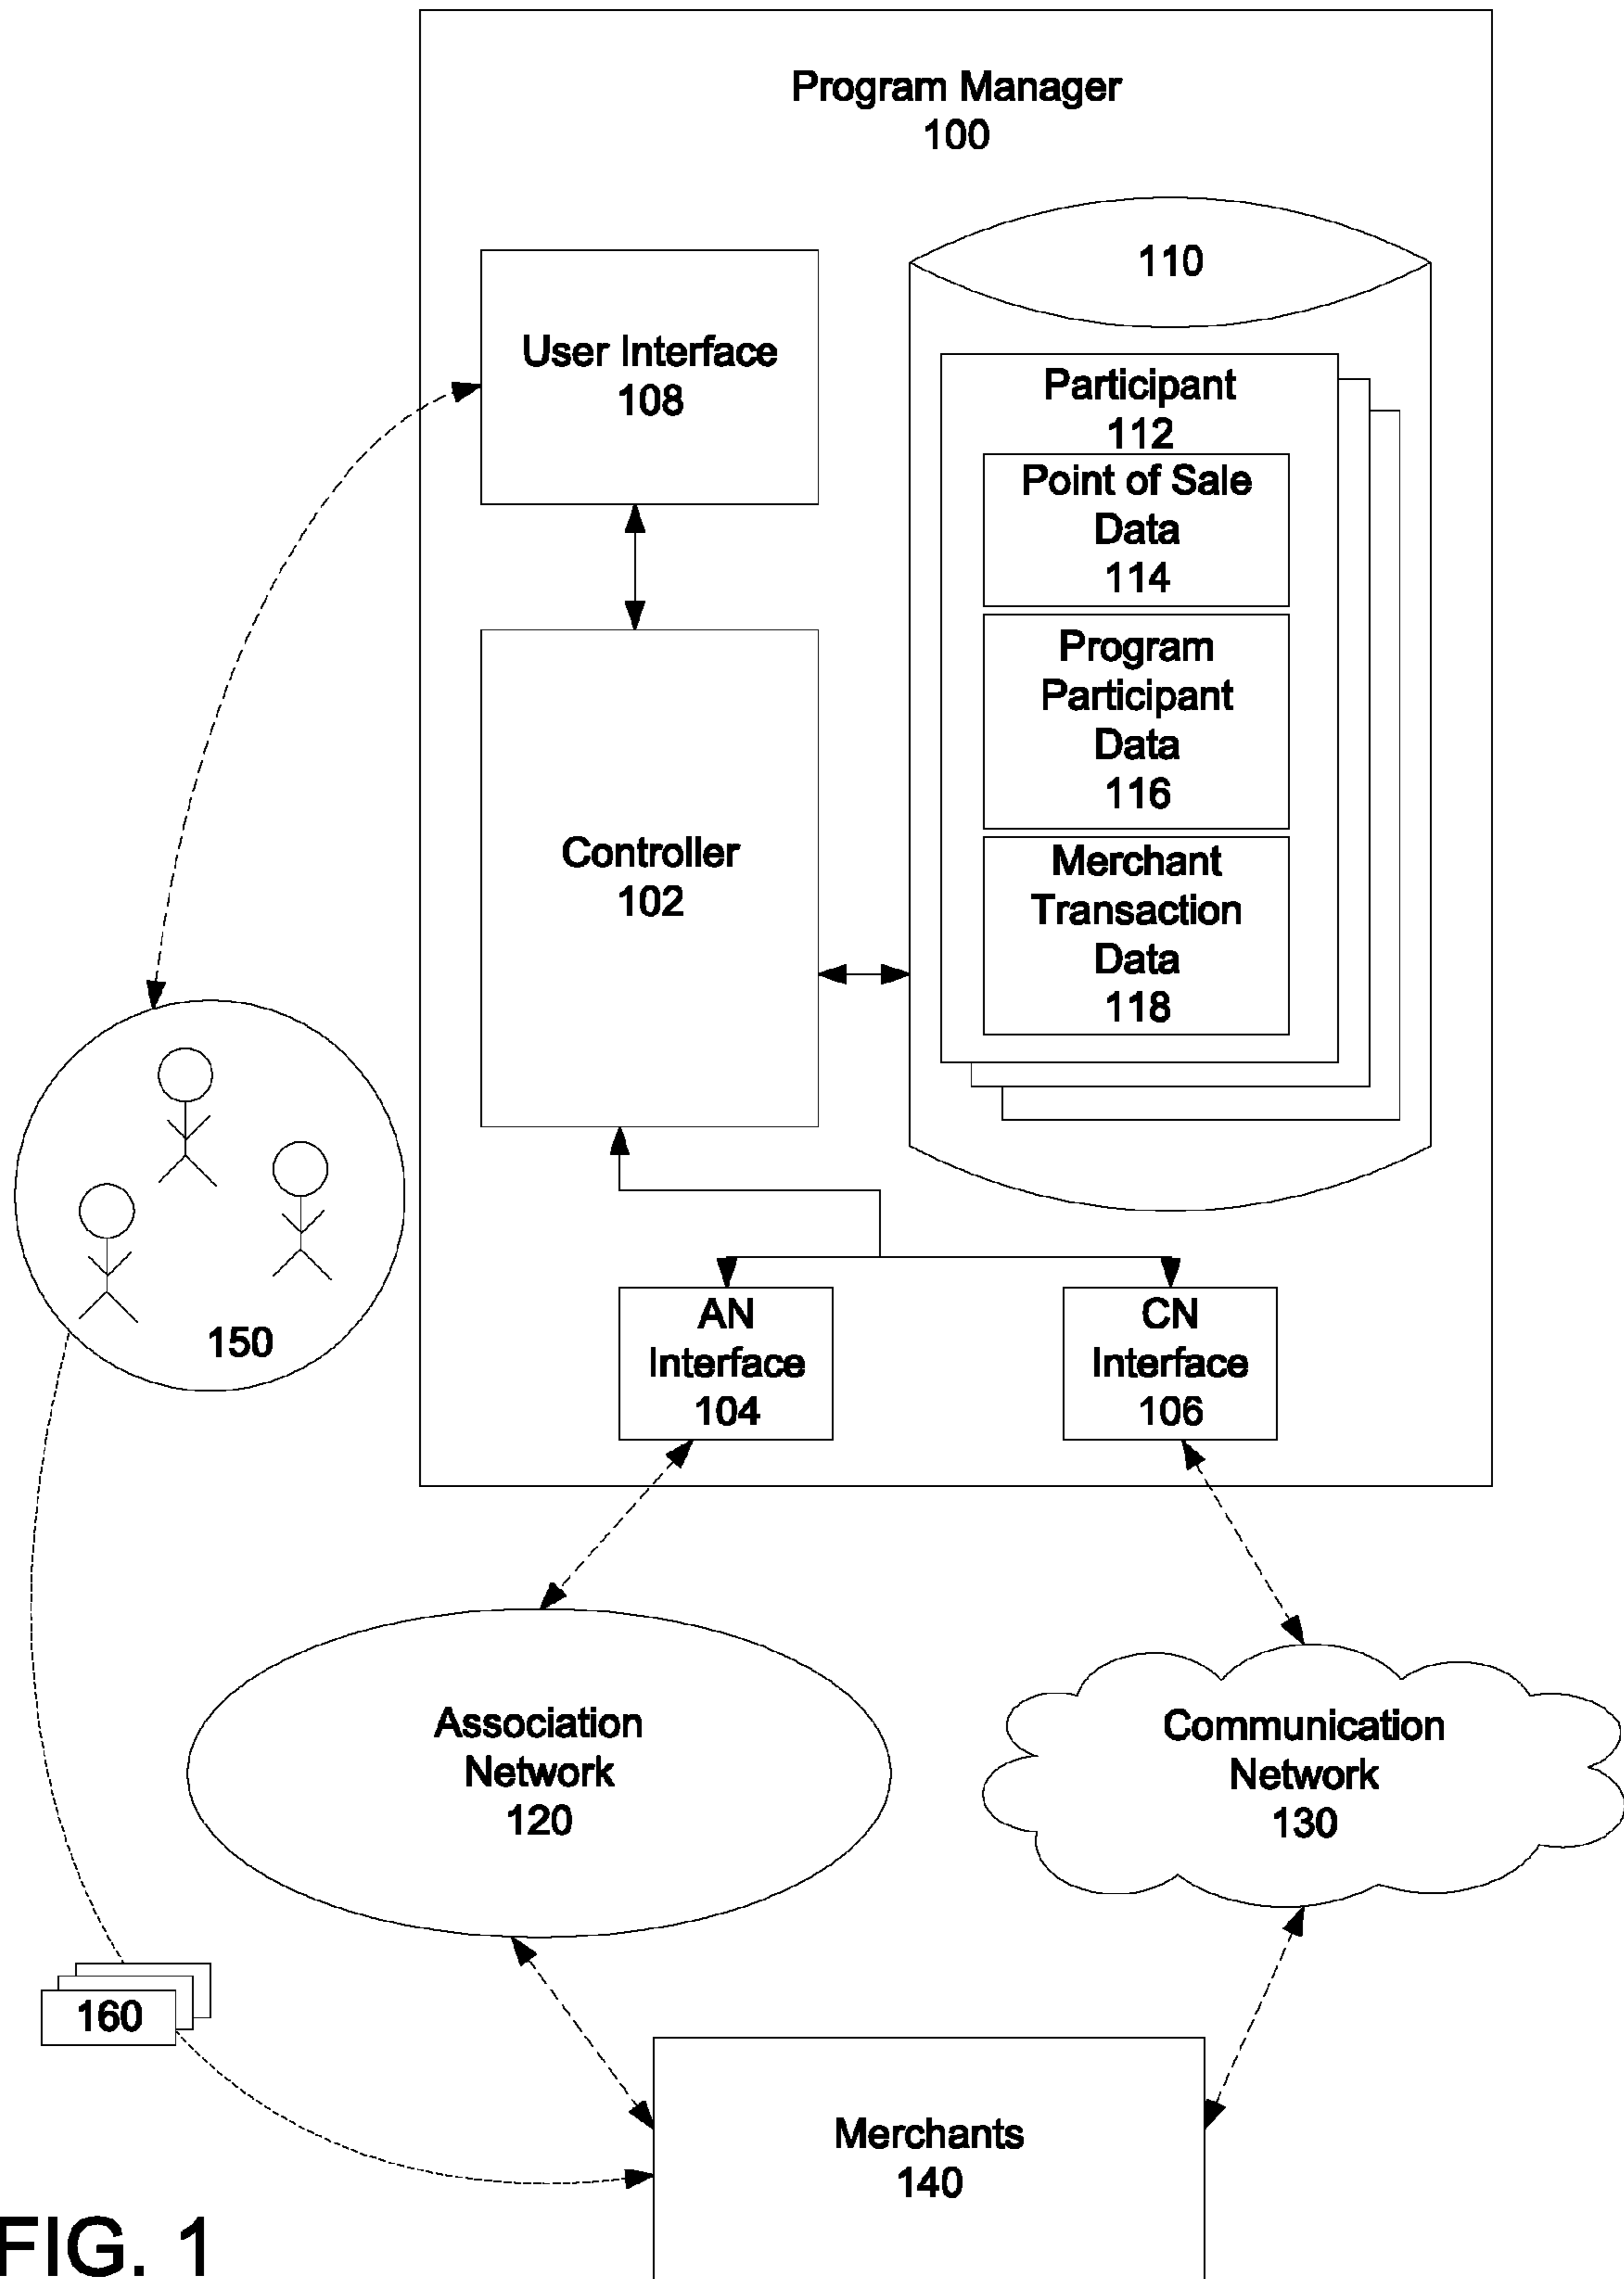 Program Manager
100
110
User Interface
108
Participant
112
Point of Sale
Data
114
Program
Participant
Data
116
Controller
102
Merchant
Transaction
Data
118
150
AN
Interface
104
CN
Interface
106
Association
Network
120
Communication
Network
130
160
Merchants
140
FIG. 1